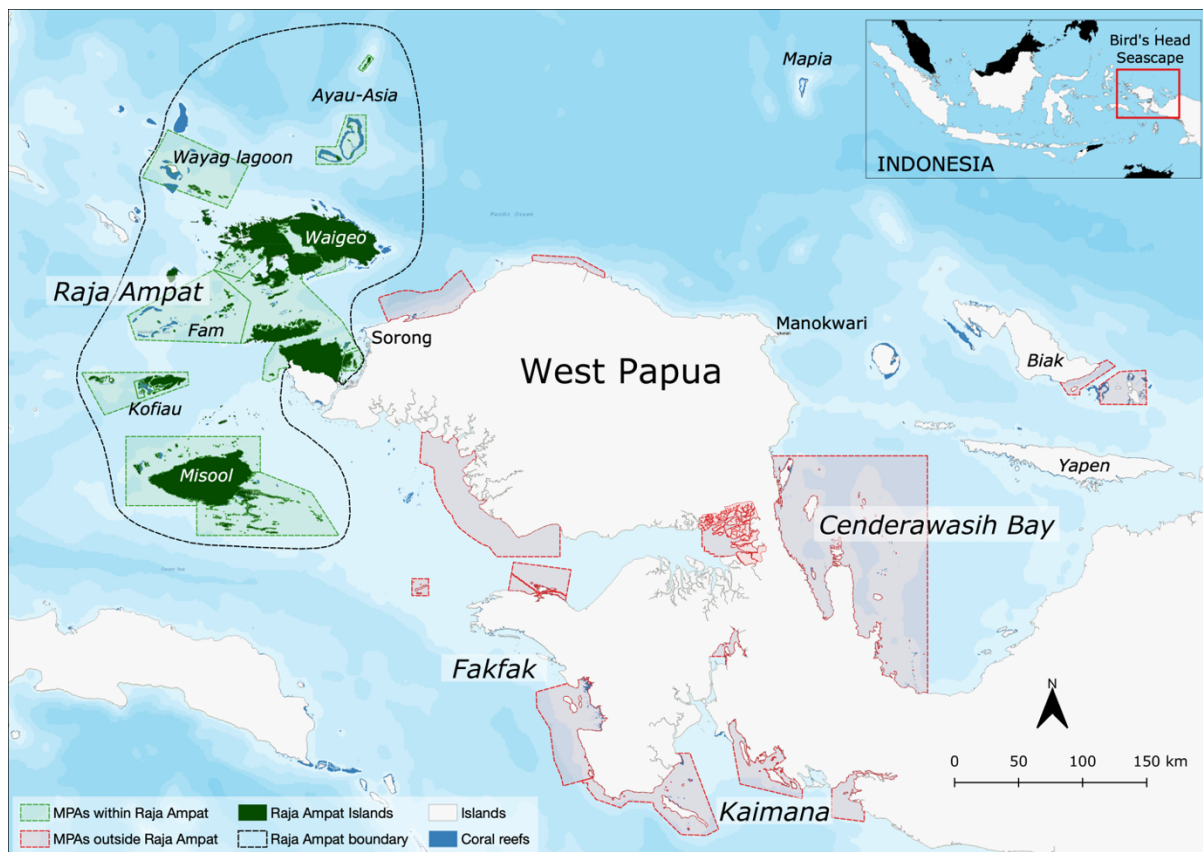 Mapia
Bird's Head
Seascape
INDONESIA
Ayau-Asia
Wayag lagoon
Waigeo
Raja Ampat
Fam
Sorong
Kofiau
Misool
West Papua
Manokwari
Biak
Yapen
Cenderawasih Bay
Fakfak
Kaimana
N
0 50 100 150 km
MPAs within Raja Ampat
Raja Ampat Islands
Islands
MPAs outside Raja Ampat
Raja Ampat boundary
Coral reefs